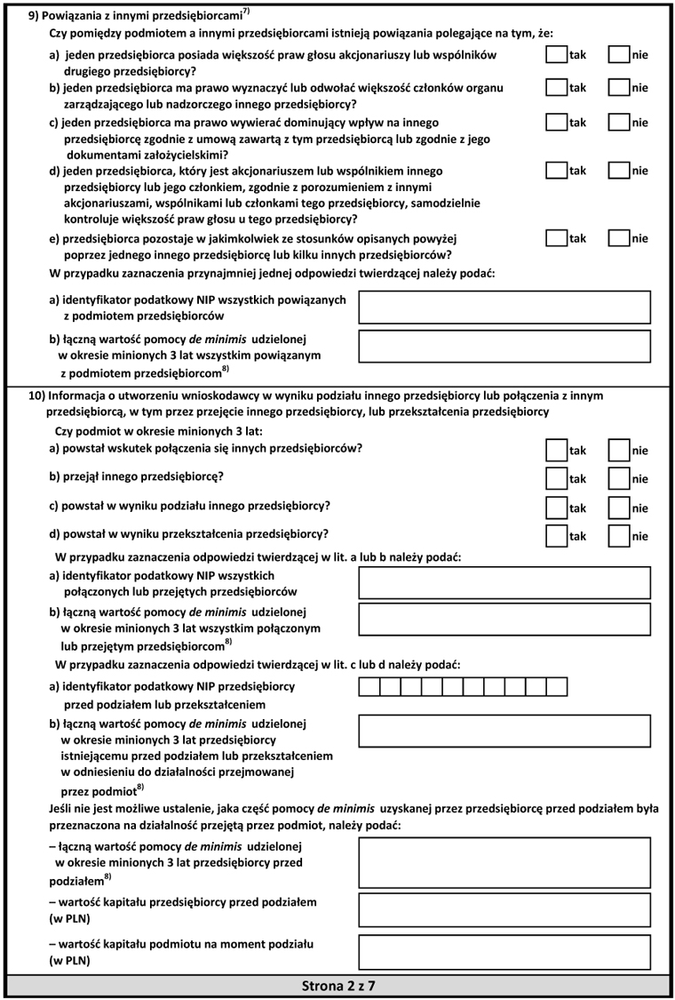 9) Powiązania z innymi przedsiębiorcami7)
Czy pomiędzy podmiotem a innymi przedsiębiorcami istnieją powiązania polegające na tym, że:
a) jeden przedsiębiorca posiada większość praw głosu akcjonariuszy lub wspólników
drugiego przedsiębiorcy?
tak nie
b) jeden przedsiębiorca ma prawo wyznaczyć lub odwołać większość członków organu
zarządzającego lub nadzorczego innego przedsiębiorcy?
tak nie
c) jeden przedsiębiorca ma prawo wywierać dominujący wpływ na innego
przedsiębiorcę zgodnie z umową zawartą z tym przedsiębiorcą lub zgodnie z jego
dokumentami założycielskimi?
tak nie
d) jeden przedsiębiorca, który jest akcjonariuszem lub wspólnikiem innego
przedsiębiorcy lub jego członkiem, zgodnie z porozumieniem z innymi
akcjonariuszami, wspólnikami lub członkami tego przedsiębiorcy, samodzielnie
kontroluje większość praw głosu u tego przedsiębiorcy?
tak nie
e) przedsiębiorca pozostaje w jakimkolwiek ze stosunków opisanych powyżej
poprzez jednego innego przedsiębiorcę lub kilku innych przedsiębiorców?
tak nie
W przypadku zaznaczenia przynajmniej jednej odpowiedzi twierdzącej należy podać:
a) identyfikator podatkowy NIP wszystkich powiązanych
z podmiotem przedsiębiorców
b) łączną wartość pomocy de minimis udzielonej
w okresie minionych 3 lat wszystkim powiązanym
z podmiotem przedsiębiorcom8)
10) Informacja o utworzeniu wnioskodawcy w wyniku podziału innego przedsiębiorcy lub połączenia z innym
przedsiębiorcą, w tym przez przejęcie innego przedsiębiorcy, lub przekształcenia przedsiębiorcy
Czy podmiot w okresie minionych 3 lat:
a) powstał wskutek połączenia się innych przedsiębiorców?
tak nie
b) przejął innego przedsiębiorcę?
tak nie
c) powstał w wyniku podziału innego przedsiębiorcy?
tak nie
d) powstał w wyniku przekształcenia przedsiębiorcy?
tak nie
W przypadku zaznaczenia odpowiedzi twierdzącej w lit. a lub b należy podać:
a) identyfikator podatkowy NIP wszystkich
połączonych lub przejętych przedsiębiorców
b) łączną wartość pomocy de minimis udzielonej
w okresie minionych 3 lat wszystkim połączonym
lub przejętym przedsiębiorcom8)
W przypadku zaznaczenia odpowiedzi twierdzącej w lit. c lub d należy podać:
a) identyfikator podatkowy NIP przedsiębiorcy
przed podziałem lub przekształceniem
b) łączną wartość pomocy de minimis udzielonej
w okresie minionych 3 lat przedsiębiorcy
istniejącemu przed podziałem lub przekształceniem
w odniesieniu do działalności przejmowanej
przez podmiot8)
Jeśli nie jest możliwe ustalenie, jaka część pomocy de minimis uzyskanej przez przedsiębiorcę przed podziałem była
przeznaczona na działalność przejętą przez podmiot, należy podać:
– łączną wartość pomocy de minimis udzielonej
w okresie minionych 3 lat przedsiębiorcy przed
podziałem8)
– wartość kapitału przedsiębiorcy przed podziałem
(w PLN)
– wartość kapitału podmiotu na moment podziału
(w PLN)
Strona 2 z 7